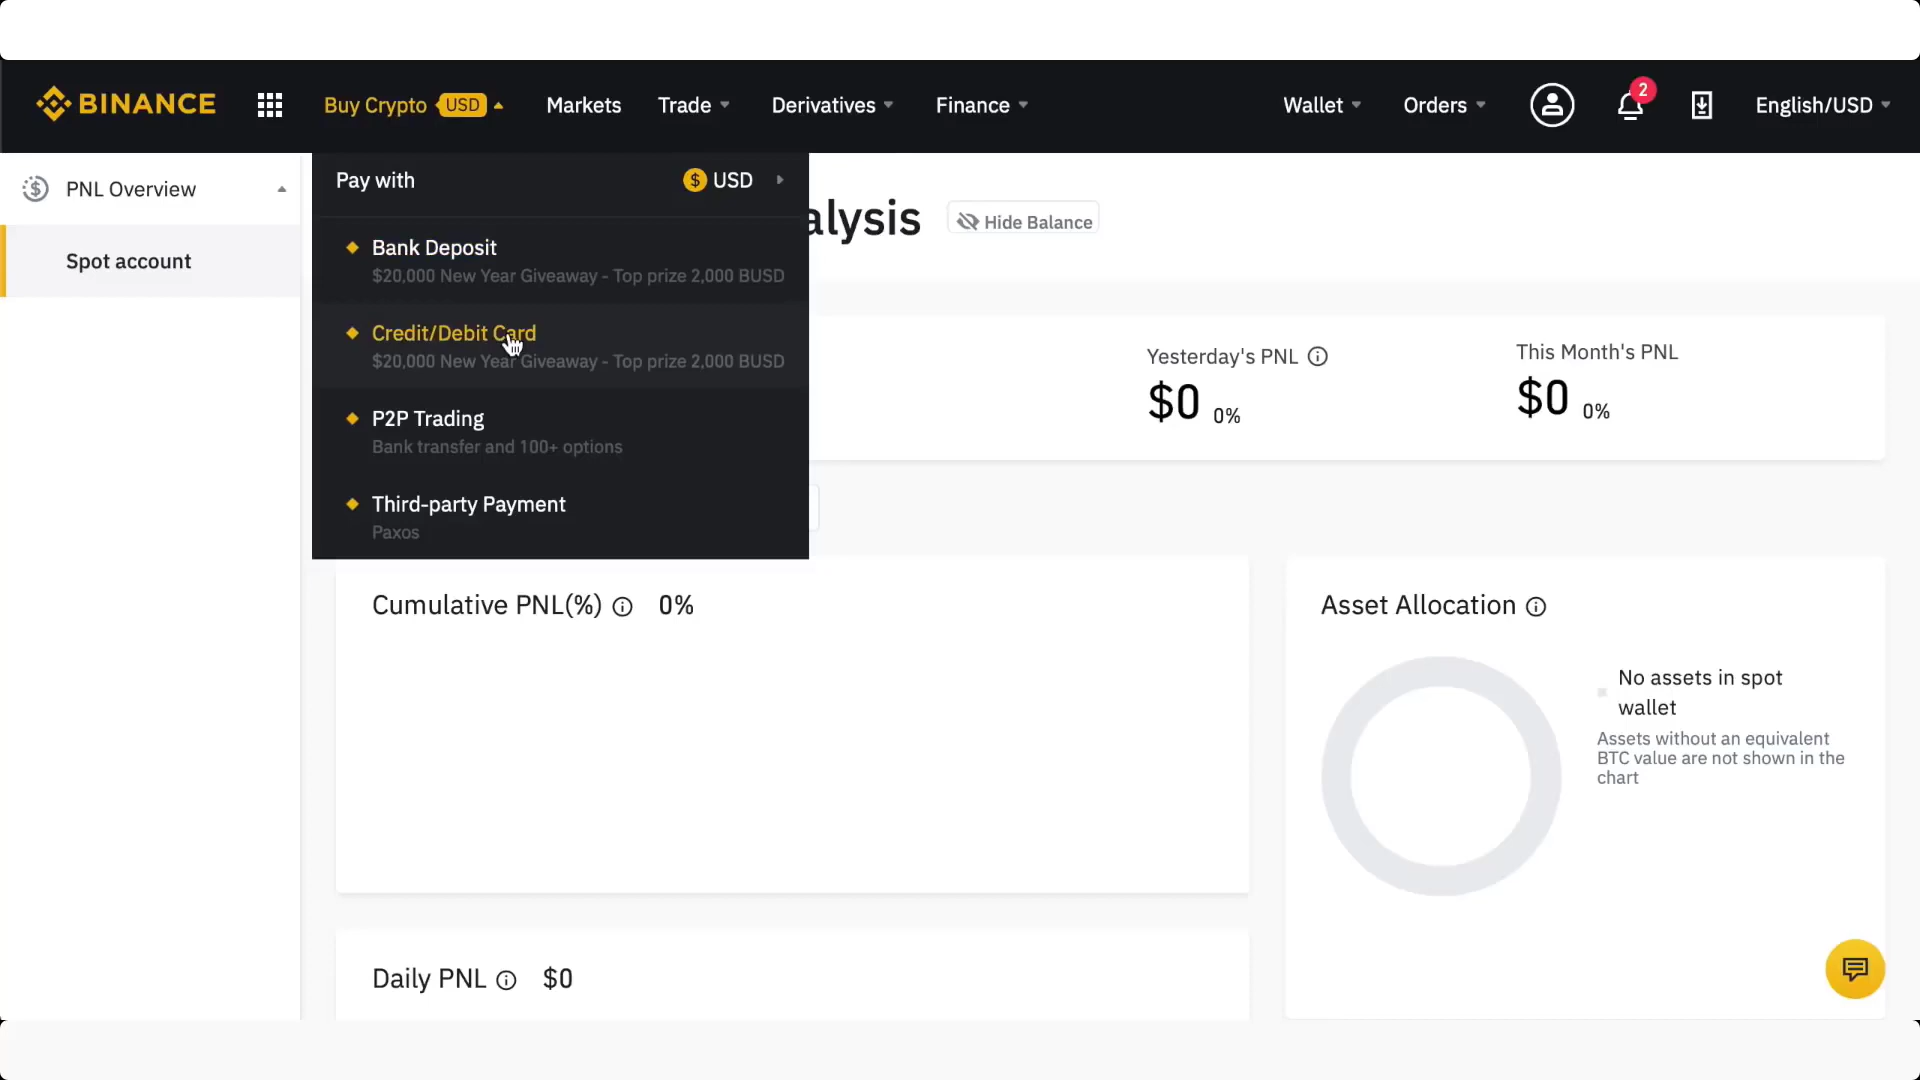 BINANCE
Buy Crypto USD
Markets
Trade
Derivatives
Finance
Wallet
Orders
2
English/USD
PNL Overview
Spot account
Pay with
$ USD
Bank Deposit
$20,000 New Year Giveaway - Top prize 2,000 BUSD
Credit/Debit Card
$20,000 New Year Giveaway - Top prize 2,000 BUSD
P2P Trading
Bank transfer and 100+ options
Third-party Payment
Paxos
alysis
Hide Balance
Yesterday's PNL
$0 0%
This Month's PNL
$0 0%
Cumulative PNL(%) 0%
Asset Allocation
No assets in spot
wallet
Assets without an equivalent
BTC value are not shown in the
chart
Daily PNL $0